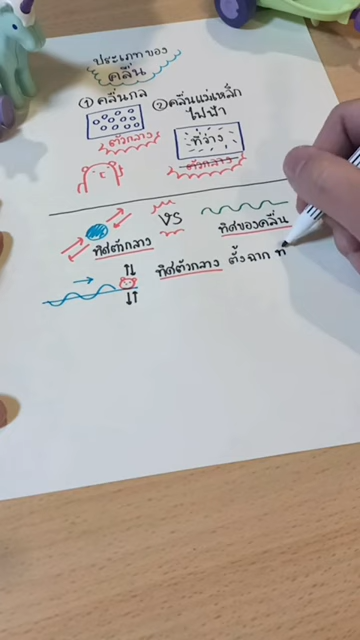 ประเภทของ
คลื่น
① คลื่นกล
② คลื่นแม่เหล็ก
ไฟฟ้า
ตัวกลาง
ที่ว่าง
ตัวกลาง
VS
ทิศตัวกลาง
ทิศของคลื่น
ทิศตัวกลาง ตั้งฉาก ท